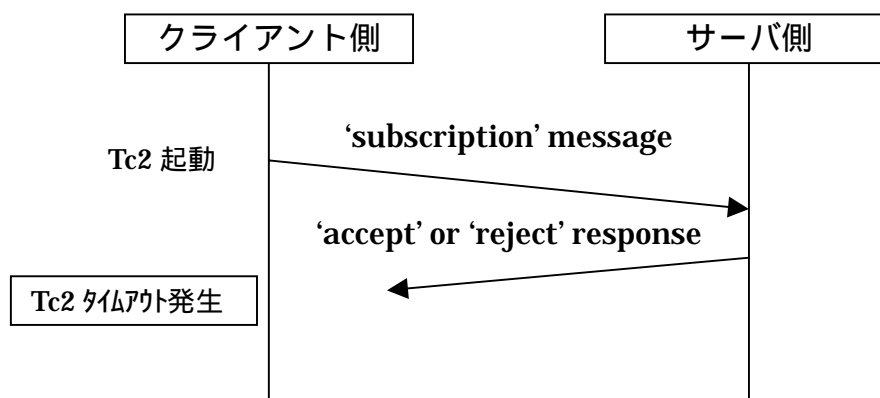 クライアント側
サーバ側
‘subscription’ message
Tc2 起動
‘accept’ or ‘reject’ response
Tc2 ﾀｲﾑｱｳﾄ発生